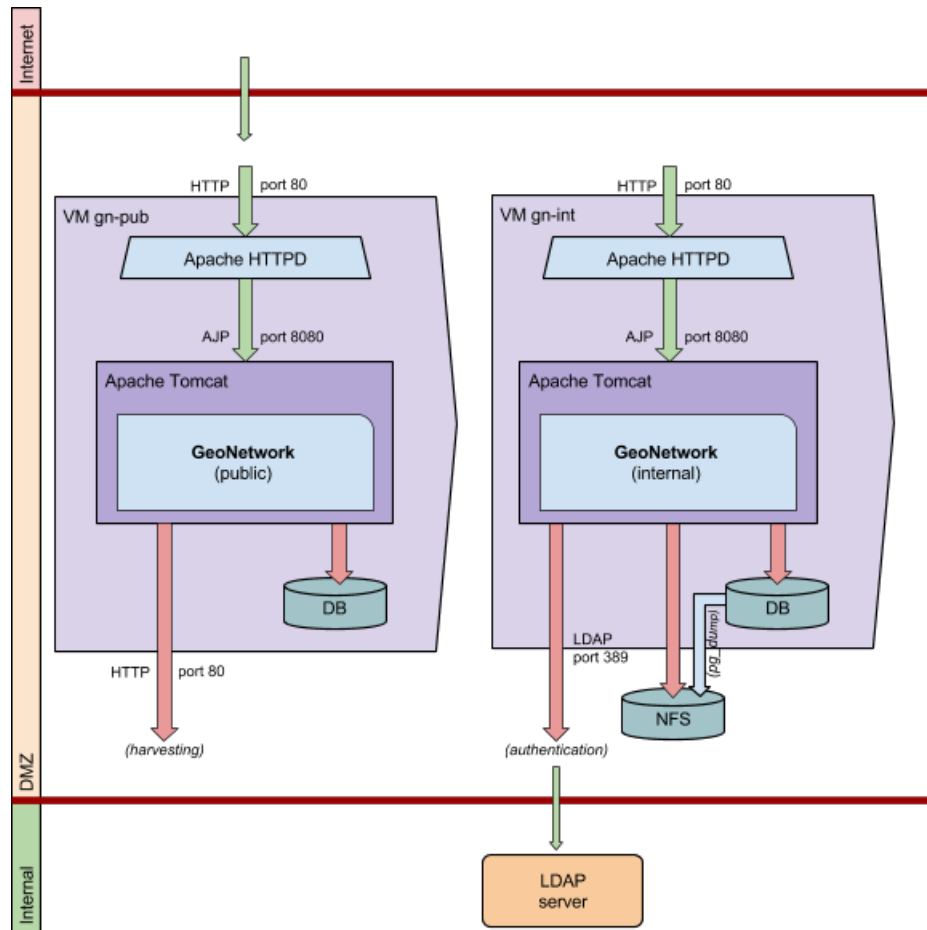 Internet
HTTP port 80
HTTP port 80
VM gn-pub
VM gn-int
Apache HTTPD
Apache HTTPD
AJP port 8080
AJP port 8080
Apache Tomcat
Apache Tomcat
GeoNetwork
(public)
GeoNetwork
(internal)
DB
DB
(pg_dump)
LDAP
port 389
HTTP port 80
NFS
(harvesting)
(authentication)
DMZ
LDAP
server
Internal